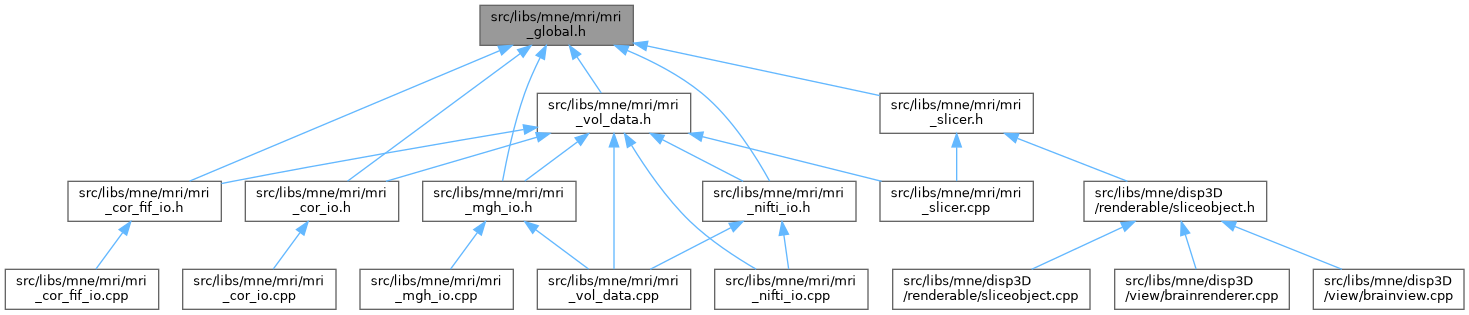 src/libs/mne/mri/mri
_global.h
src/libs/mne/mri/mri
_vol_data.h
src/libs/mne/mri/mri
_slicer.h
src/libs/mne/mri/mri
_cor_fif_io.h
src/libs/mne/mri/mri
_cor_io.h
src/libs/mne/mri/mri
_mgh_io.h
src/libs/mne/mri/mri
_nifti_io.h
src/libs/mne/mri/mri
_slicer.cpp
src/libs/mne/disp3D
/renderable/sliceobject.h
src/libs/mne/mri/mri
_cor_fif_io.cpp
src/libs/mne/mri/mri
_cor_io.cpp
src/libs/mne/mri/mri
_mgh_io.cpp
src/libs/mne/mri/mri
_vol_data.cpp
src/libs/mne/mri/mri
_nifti_io.cpp
src/libs/mne/disp3D
/renderable/sliceobject.cpp
src/libs/mne/disp3D
/view/brainrenderer.cpp
src/libs/mne/disp3D
/view/brainview.cpp